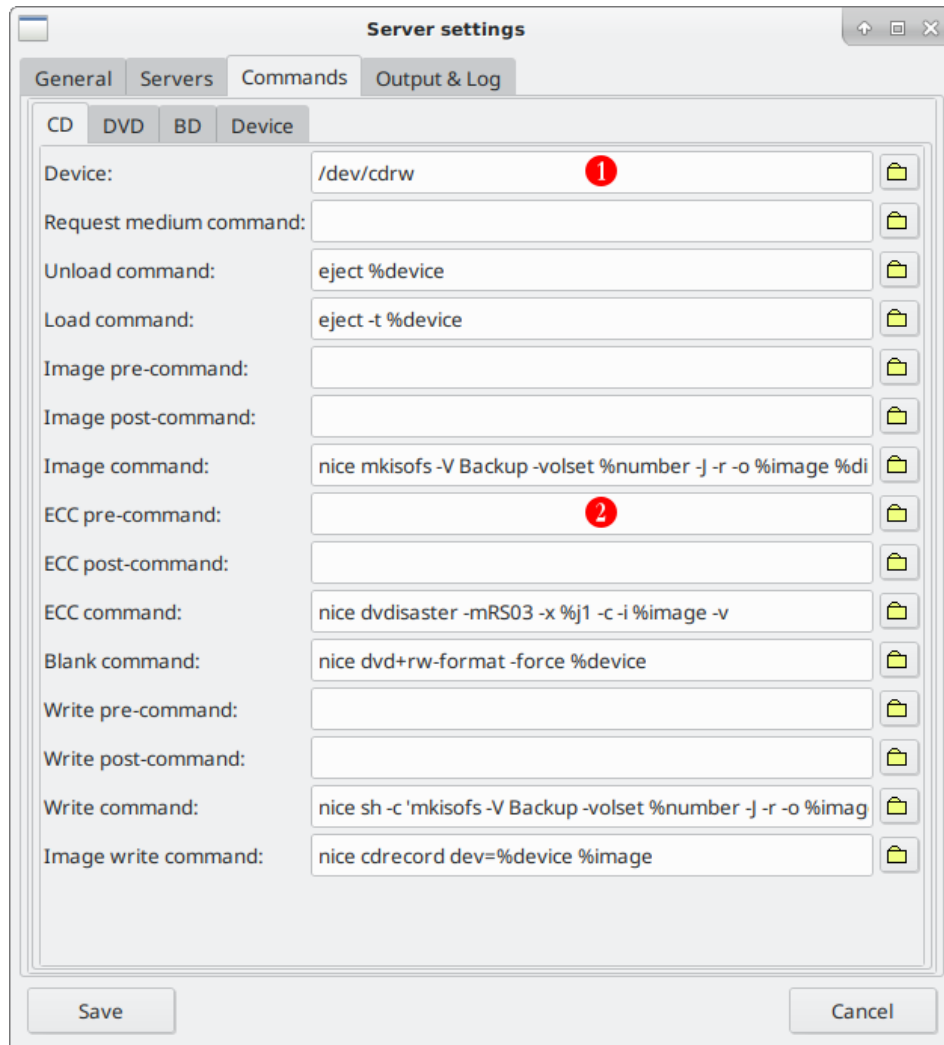 Server settings
General Servers Commands Output & Log
CD DVD BD Device
Device: /dev/cdrw 1
Request medium command:
Unload command: eject %device
Load command: eject -t %device
Image pre-command:
Image post-command:
Image command: nice mkisofs -V Backup -volset %number -J -r -o %image %di
ECC pre-command: 2
ECC post-command:
ECC command: nice dvdisaster -mRS03 -x %j1 -c -i %image -v
Blank command: nice dvd+rw-format -force %device
Write pre-command:
Write post-command:
Write command: nice sh -c 'mkisofs -V Backup -volset %number -J -r -o %imag
Image write command: nice cdrecord dev=%device %image
Save Cancel